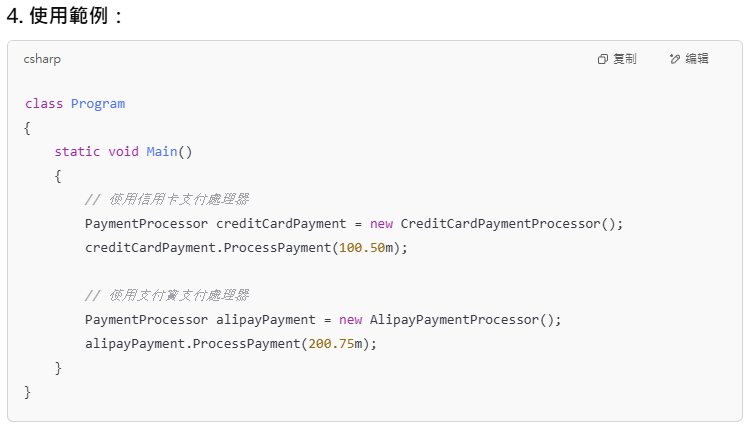 4. 使用範例：
csharp
复制 编辑
class Program
{
static void Main()
{
// 使用信用卡支付處理器
PaymentProcessor creditCardPayment = new CreditCardPaymentProcessor();
creditCardPayment.ProcessPayment(100.50m);
// 使用支付寶支付處理器
PaymentProcessor alipayPayment = new AlipayPaymentProcessor();
alipayPayment.ProcessPayment(200.75m);
}
}